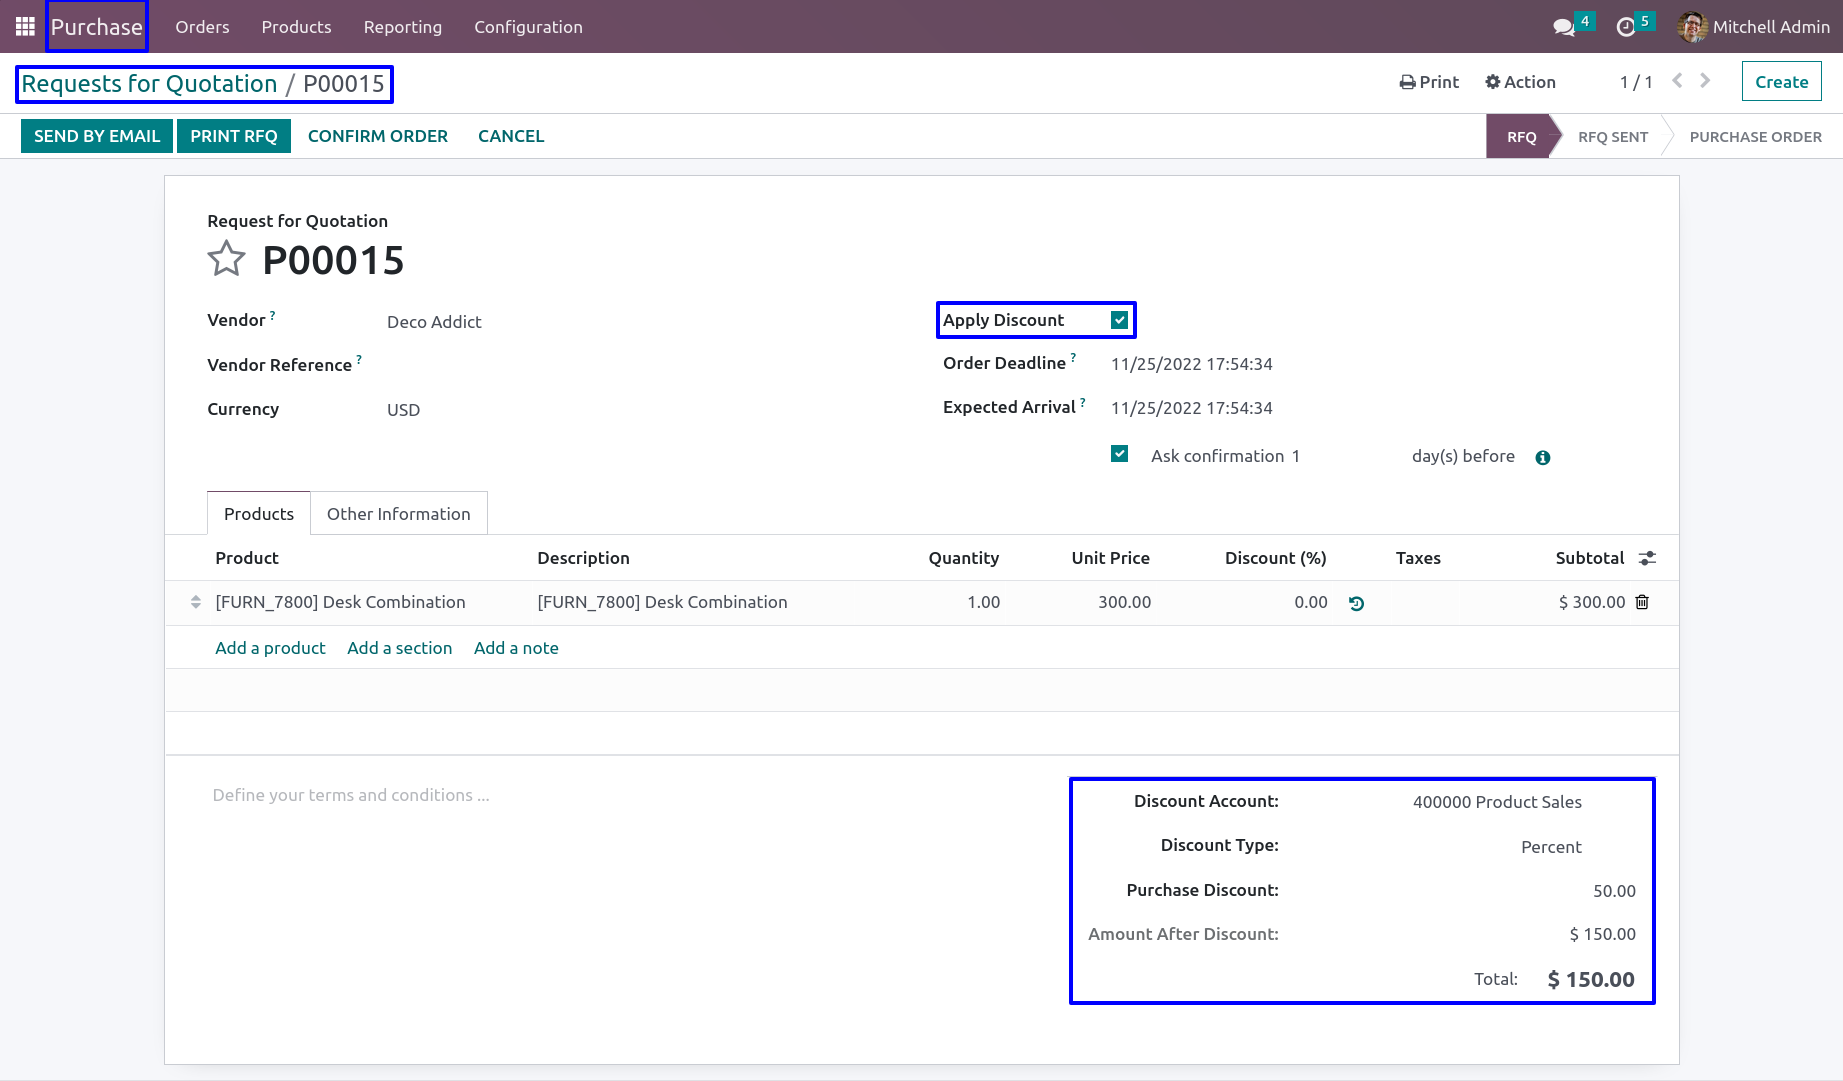 Purchase Orders Products Reporting Configuration 4 5 Mitchell Admin
Requests for Quotation / P00015 Print Action 1 / 1 Create
SEND BY EMAIL PRINT RFQ CONFIRM ORDER CANCEL RFQ RFQ SENT PURCHASE ORDER
Request for Quotation
P00015
Vendor ? Deco Addict Apply Discount
Vendor Reference ? Order Deadline ? 11/25/2022 17:54:34
Currency USD Expected Arrival ? 11/25/2022 17:54:34
Ask confirmation 1 day(s) before
Products Other Information
Product Description Quantity Unit Price Discount (%) Taxes Subtotal
[FURN_7800] Desk Combination [FURN_7800] Desk Combination 1.00 300.00 0.00 $ 300.00
Add a product Add a section Add a note
Define your terms and conditions ...
Discount Account: 400000 Product Sales
Discount Type: Percent
Purchase Discount: 50.00
Amount After Discount: $ 150.00
Total: $ 150.00